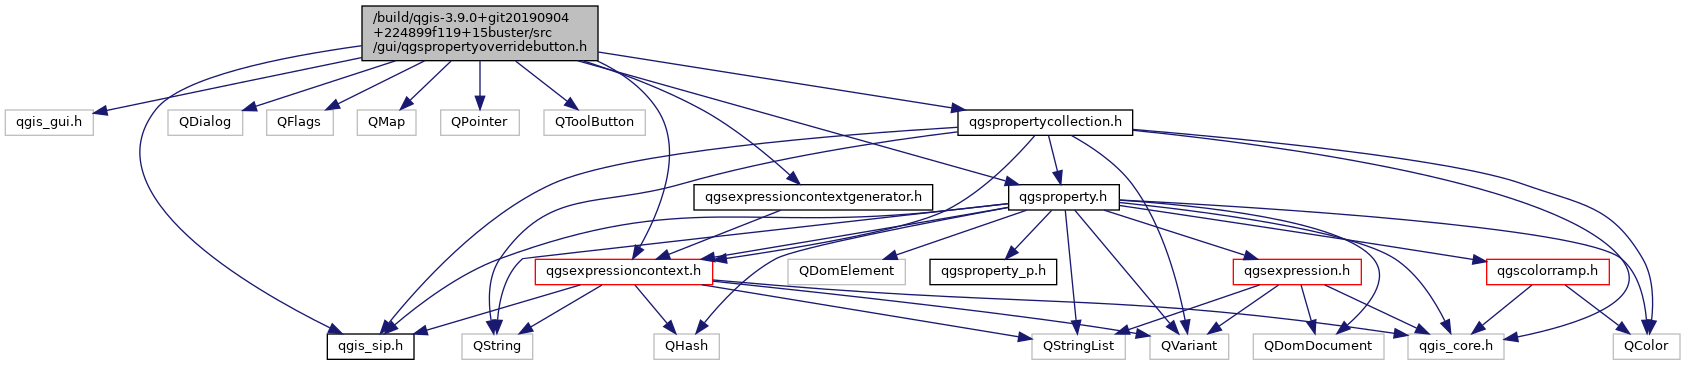 /build/qgis-3.9.0+git20190904
+224899f119+15buster/src
/gui/qgspropertyoverridebutton.h
qgis_gui.h
QDialog
QFlags
QMap
QPointer
QToolButton
qgspropertycollection.h
qgsexpressioncontextgenerator.h
qgsproperty.h
qgsexpressioncontext.h
QDomElement
qgsproperty_p.h
qgsexpression.h
qgscolorramp.h
qgis_sip.h
QString
QHash
QStringList
QVariant
QDomDocument
qgis_core.h
QColor